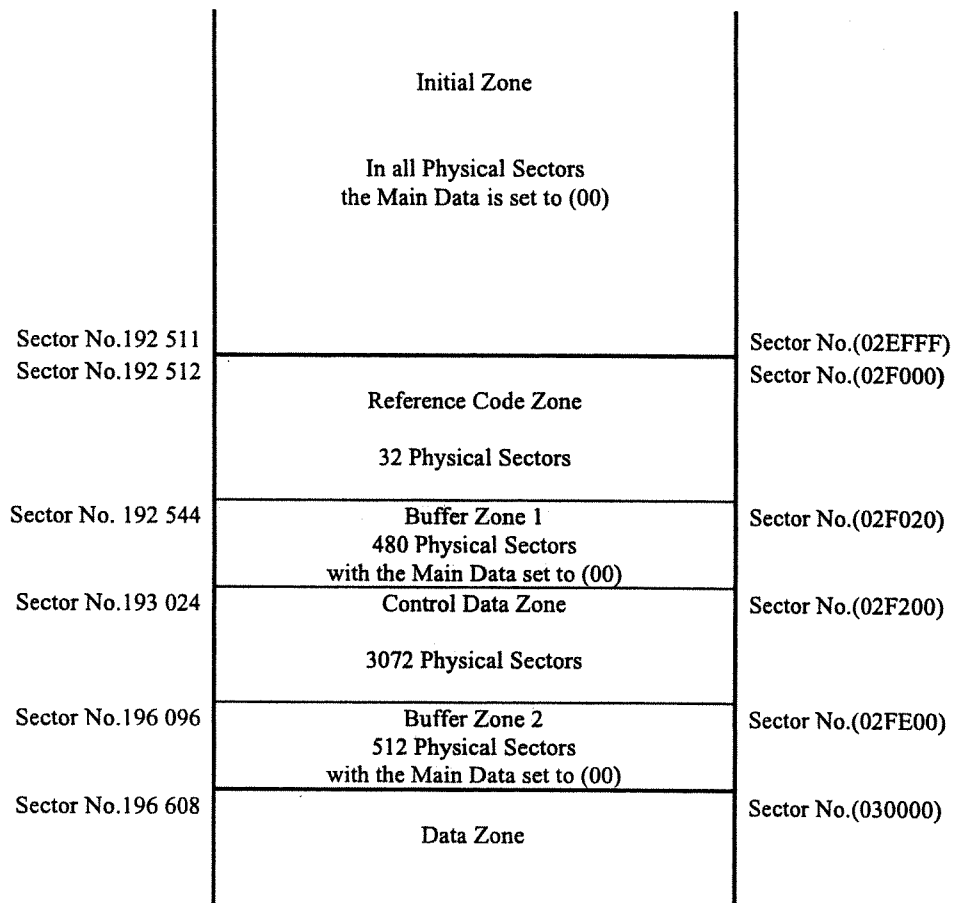 Initial Zone
In all Physical Sectors
the Main Data is set to (00)
Sector No.192 511
Sector No.(02EFFF)
Sector No.192 512
Sector No.(02F000)
Reference Code Zone
32 Physical Sectors
Sector No. 192 544
Buffer Zone 1
Sector No.(02F020)
480 Physical Sectors
with the Main Data set to (00)
Sector No.193 024
Control Data Zone
Sector No.(02F200)
3072 Physical Sectors
Sector No.196 096
Buffer Zone 2
Sector No.(02FE00)
512 Physical Sectors
with the Main Data set to (00)
Sector No.196 608
Sector No.(030000)
Data Zone